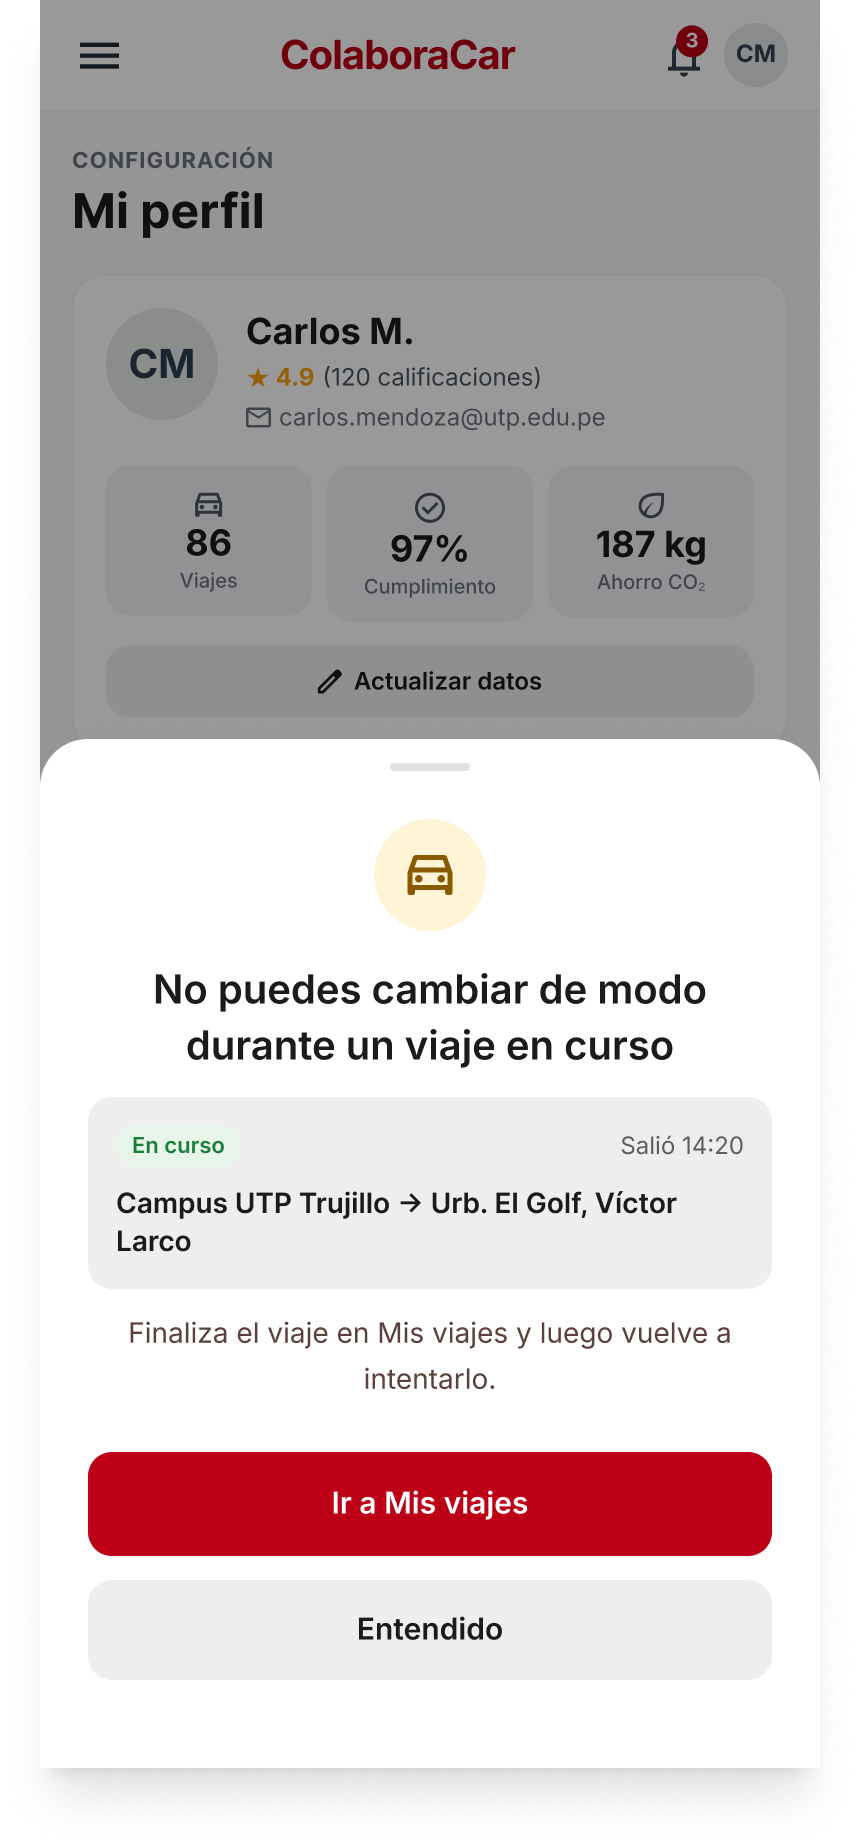 ColaboraCar
3
CM
CONFIGURACIÓN
Mi perfil
CM
Carlos M.
★ 4.9 (120 calificaciones)
carlos.mendoza@utp.edu.pe
86
Viajes
97%
Cumplimiento
187 kg
Ahorro CO₂
Actualizar datos
No puedes cambiar de modo
durante un viaje en curso
En curso
Salió 14:20
Campus UTP Trujillo → Urb. El Golf, Víctor
Larco
Finaliza el viaje en Mis viajes y luego vuelve a
intentarlo.
Ir a Mis viajes
Entendido